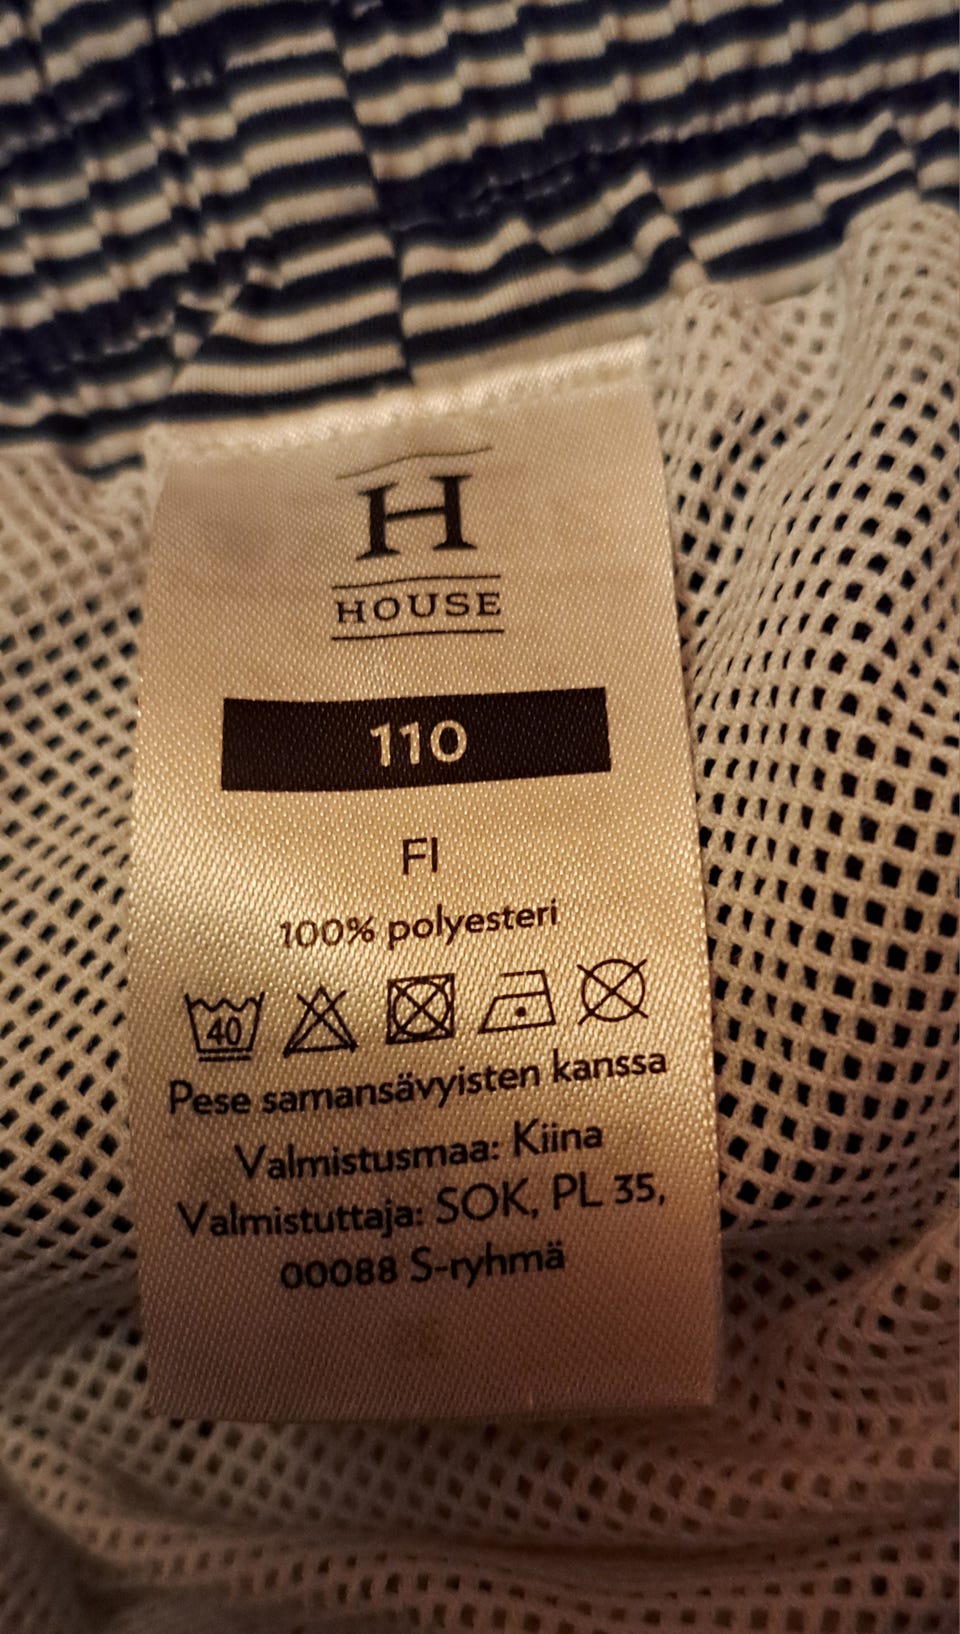 H
HOUSE
110
FI
100% polyesteri
40
Pese samansävyisten kanssa
Valmistusmaa: Kiina
Valmistuttaja: SOK, PL 35,
00088 S-ryhmä